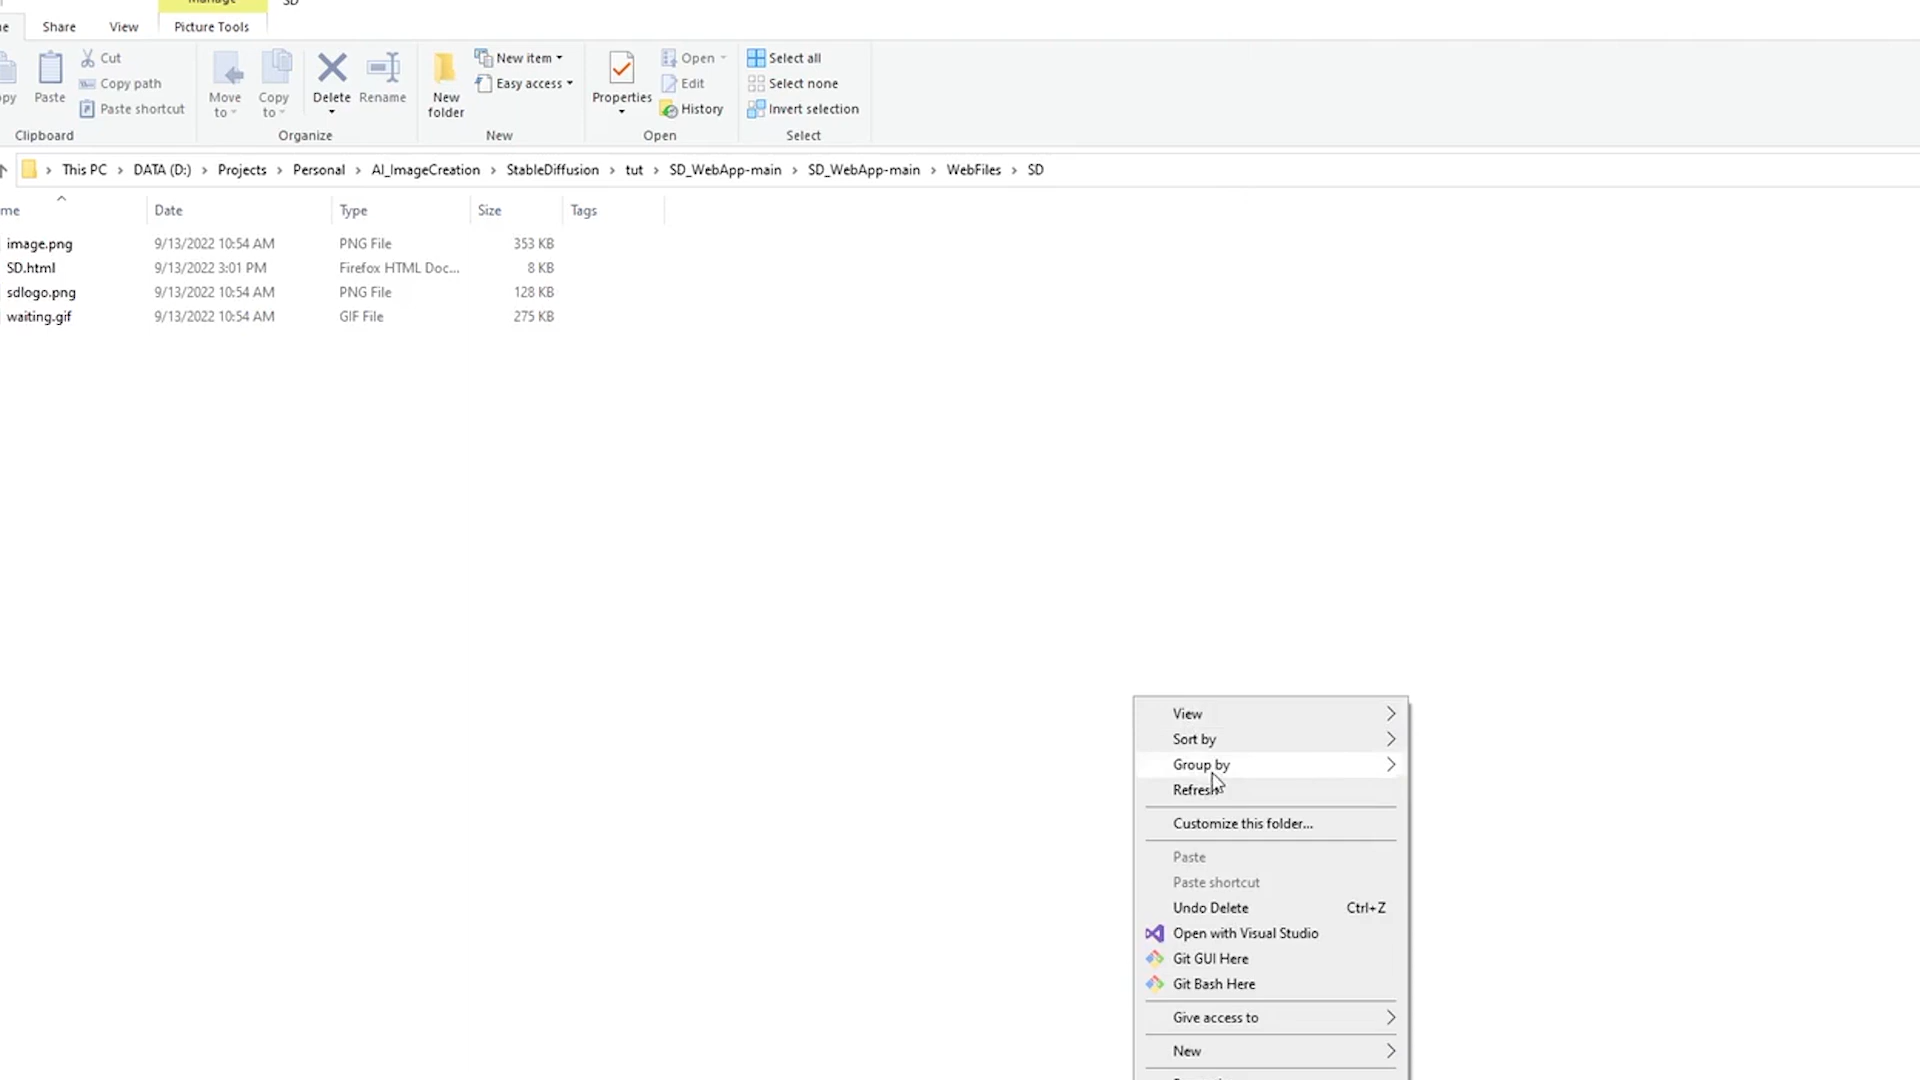 Manage
SD
Share View Picture Tools
Cut
Copy path
Paste shortcut
Paste
Clipboard
Move to
Copy to
Delete
Rename
Organize
New folder
New item
Easy access
New
Properties
Open
Edit
History
Open
Select all
Select none
Invert selection
Select
This PC DATA (D:) Projects Personal AI_ImageCreation StableDiffusion tut SD_WebApp-main SD_WebApp-main WebFiles SD
me Date Type Size Tags
image.png 9/13/2022 10:54 AM PNG File 353 KB
SD.html 9/13/2022 3:01 PM Firefox HTML Doc... 8 KB
sdlogo.png 9/13/2022 10:54 AM PNG File 128 KB
waiting.gif 9/13/2022 10:54 AM GIF File 275 KB
View
Sort by
Group by
Refresh
Customize this folder...
Paste
Paste shortcut
Undo Delete Ctrl+Z
Open with Visual Studio
Git GUI Here
Git Bash Here
Give access to
New